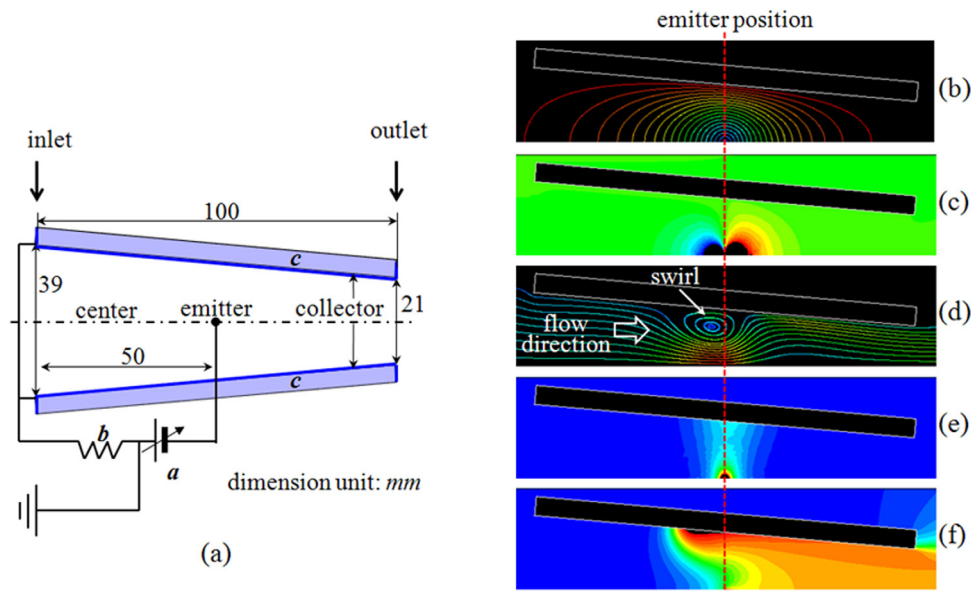 emitter position
inlet
outlet
100
c
39
center
emitter
collector
21
50
c
b
a
dimension unit: mm
(a)
(b)
(c)
swirl
flow
direction
(d)
(e)
(f)